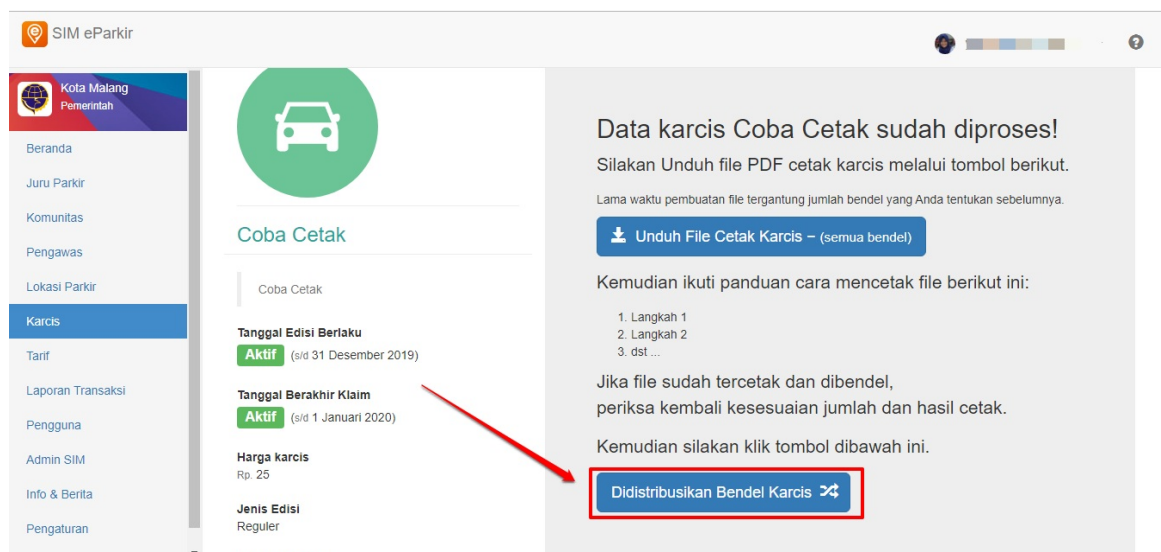 SIM eParkir
Kota Malang
Pemerintah
Beranda
Juru Parkir
Komunitas
Pengawas
Lokasi Parkir
Karcis
Tarif
Laporan Transaksi
Pengguna
Admin SIM
Info & Berita
Pengaturan
Coba Cetak
Coba Cetak
Tanggal Edisi Berlaku
Aktif (s/d 31 Desember 2019)
Tanggal Berakhir Klaim
Aktif (s/d 1 Januari 2020)
Harga karcis
Rp. 25
Jenis Edisi
Reguler
Data karcis Coba Cetak sudah diproses!
Silakan Unduh file PDF cetak karcis melalui tombol berikut.
Lama waktu pembuatan file tergantung jumlah bendel yang Anda tentukan sebelumnya.
Unduh File Cetak Karcis – (semua bendel)
Kemudian ikuti panduan cara mencetak file berikut ini:
1. Langkah 1
2. Langkah 2
3. dst ...
Jika file sudah tercetak dan dibendel,
periksa kembali kesesuaian jumlah dan hasil cetak.
Kemudian silakan klik tombol dibawah ini.
Didistribusikan Bendel Karcis